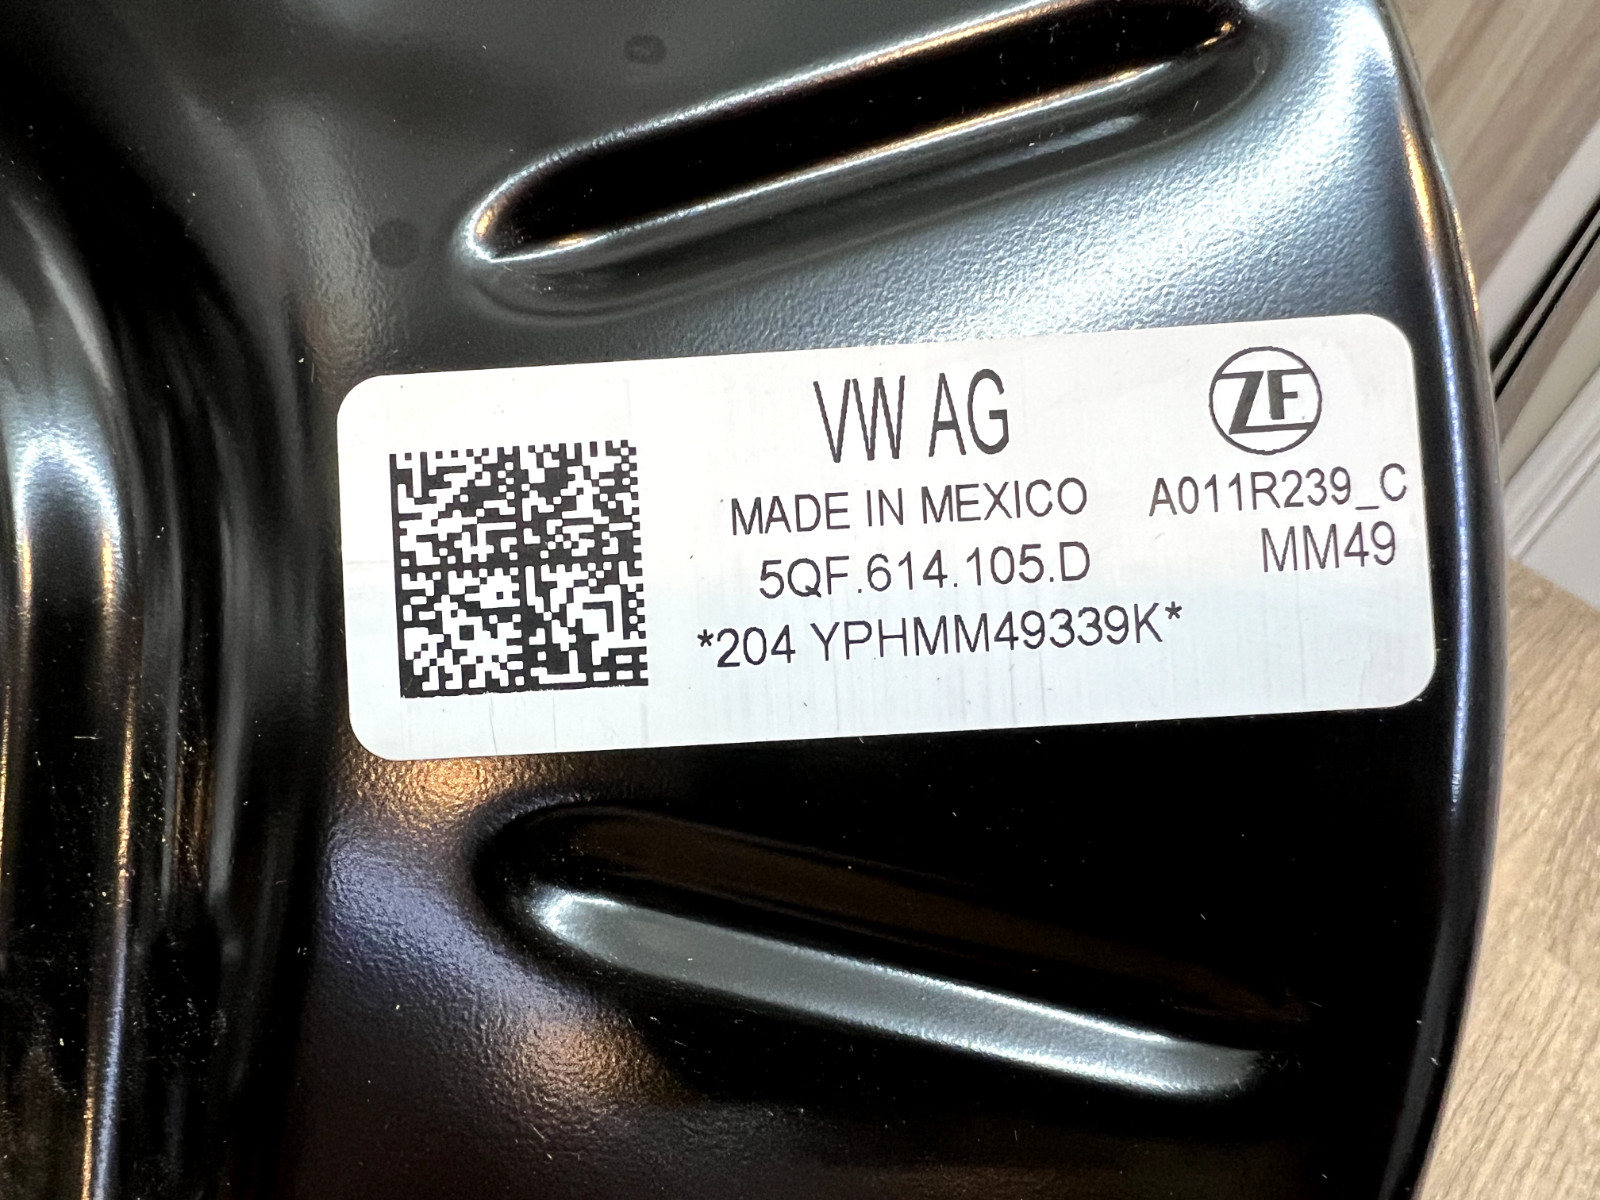 VW AG
MADE IN MEXICO
5QF.614.105.D
*204 YPHMM49339K*
ZF
A011R239_C
MM49